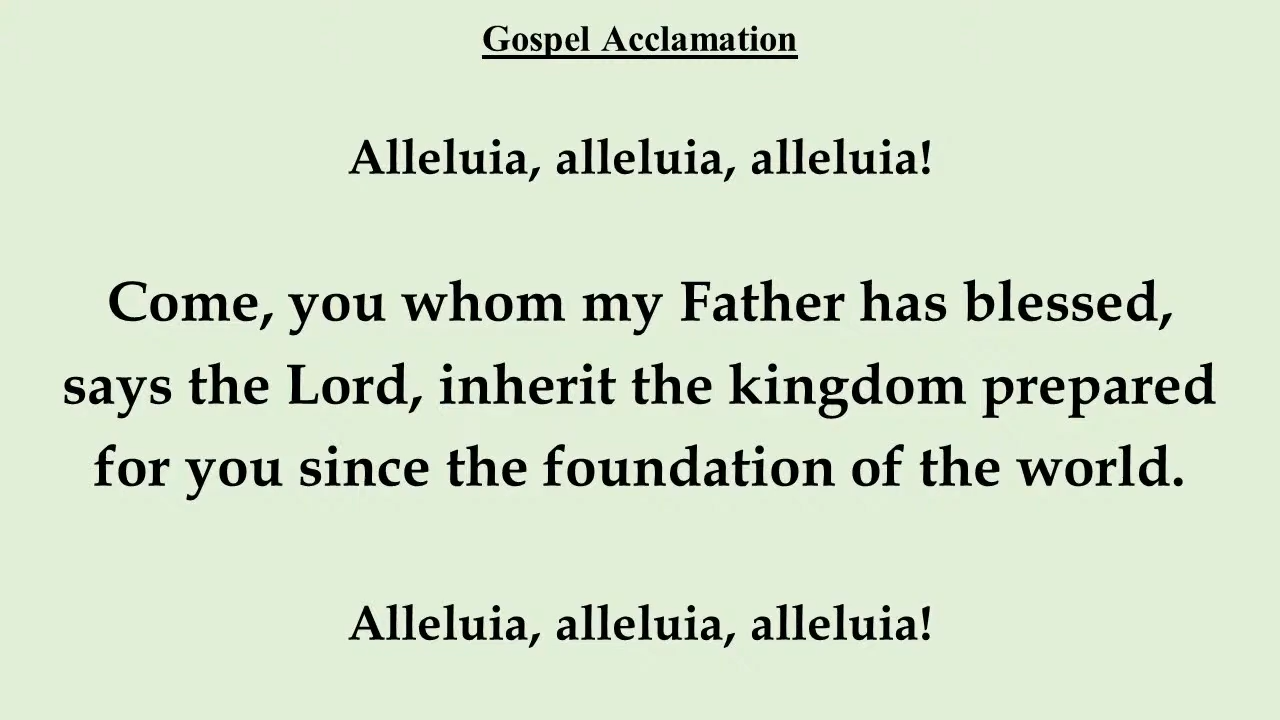 Gospel Acclamation
Alleluia, alleluia, alleluia!
Come, you whom my Father has blessed,
says the Lord, inherit the kingdom prepared
for you since the foundation of the world.
Alleluia, alleluia, alleluia!